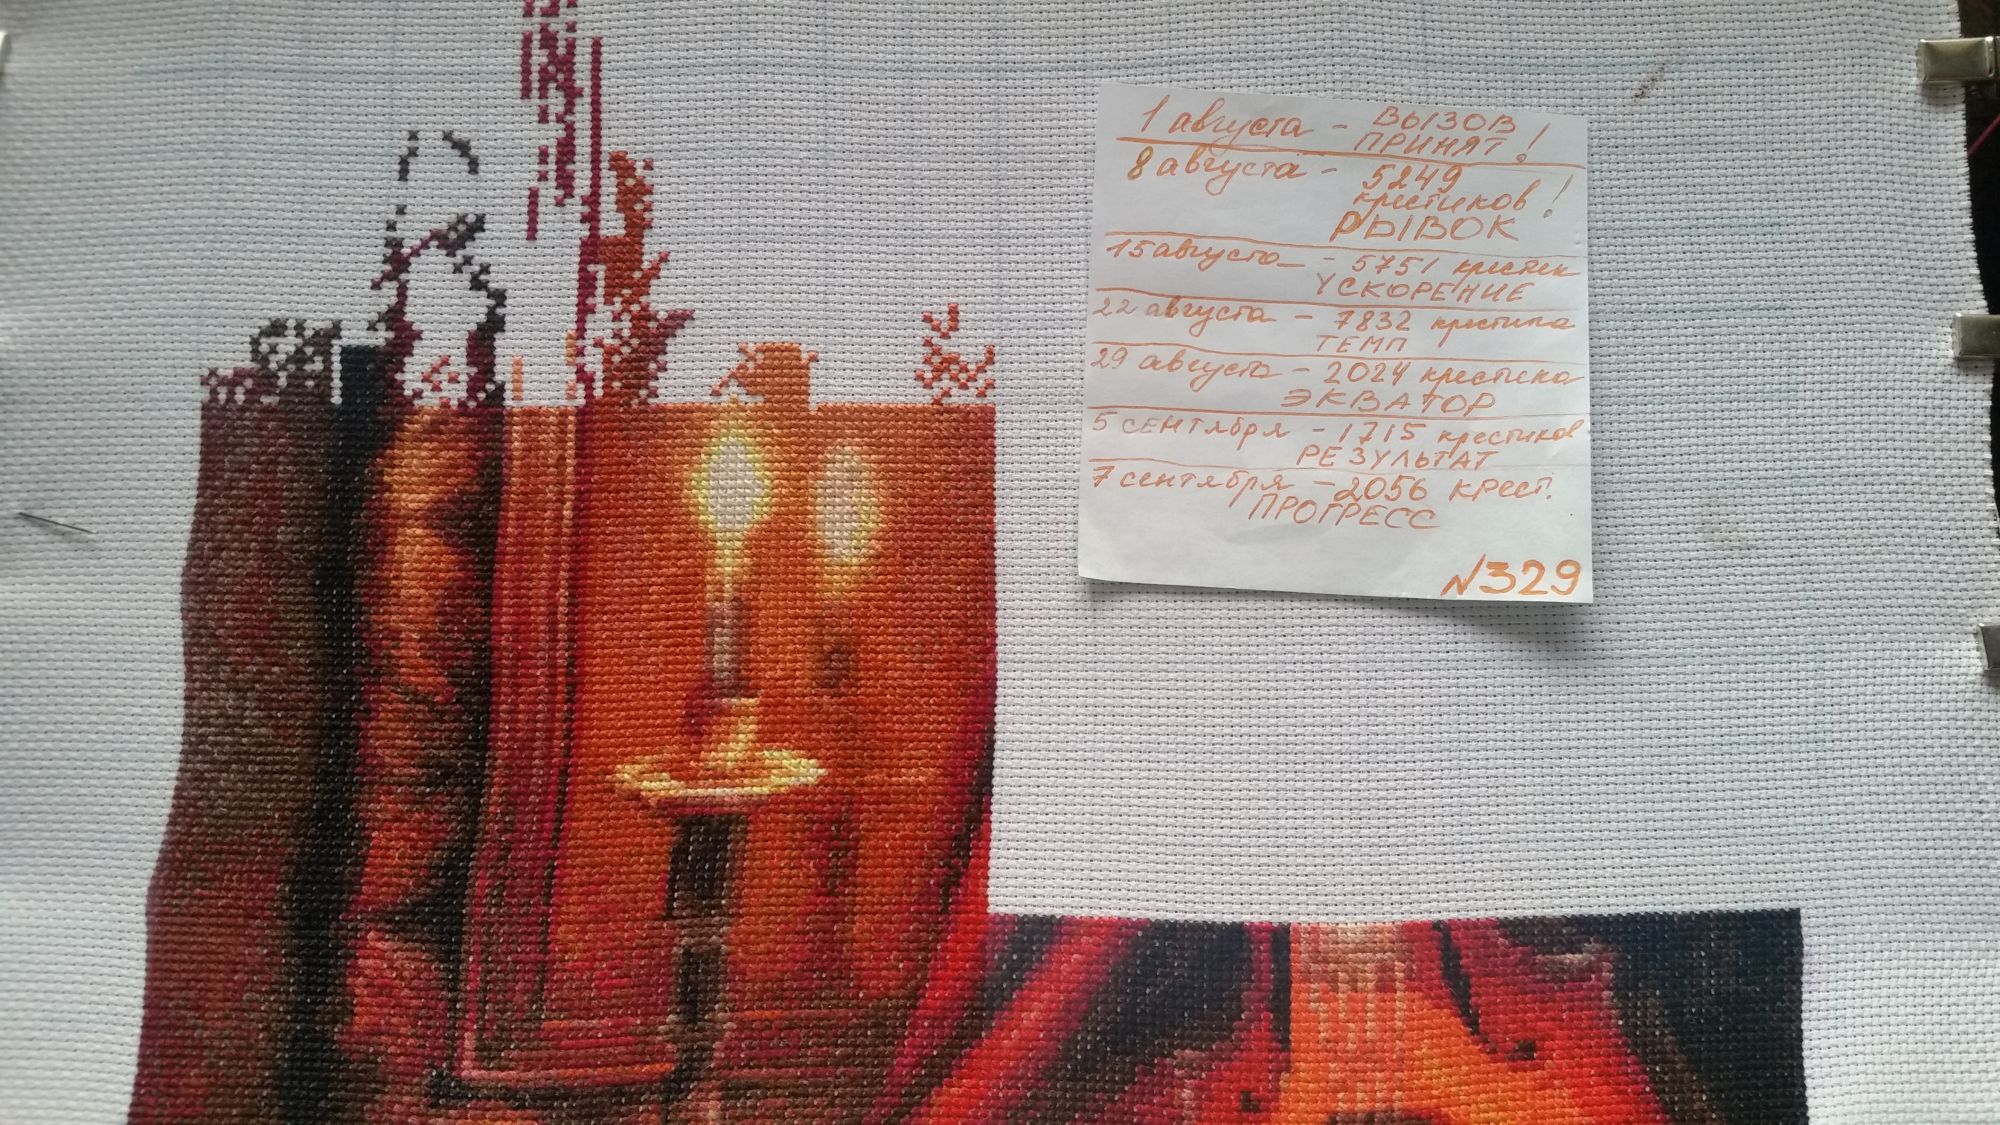 1 августа - ВЫЗОВ
ПРИНЯТ!
8 августа - 5249
крестиков!
РЫВОК
15 августа - 5751 крестик
УСКОРЕНИЕ
22 августа - 7832 крестика
ТЕМП
29 августа - 2024 крестика
ЭКВАТОР
5 сентября - 1715 крестиков
РЕЗУЛЬТАТ
7 сентября - 2056 крест.
ПРОГРЕСС
№329